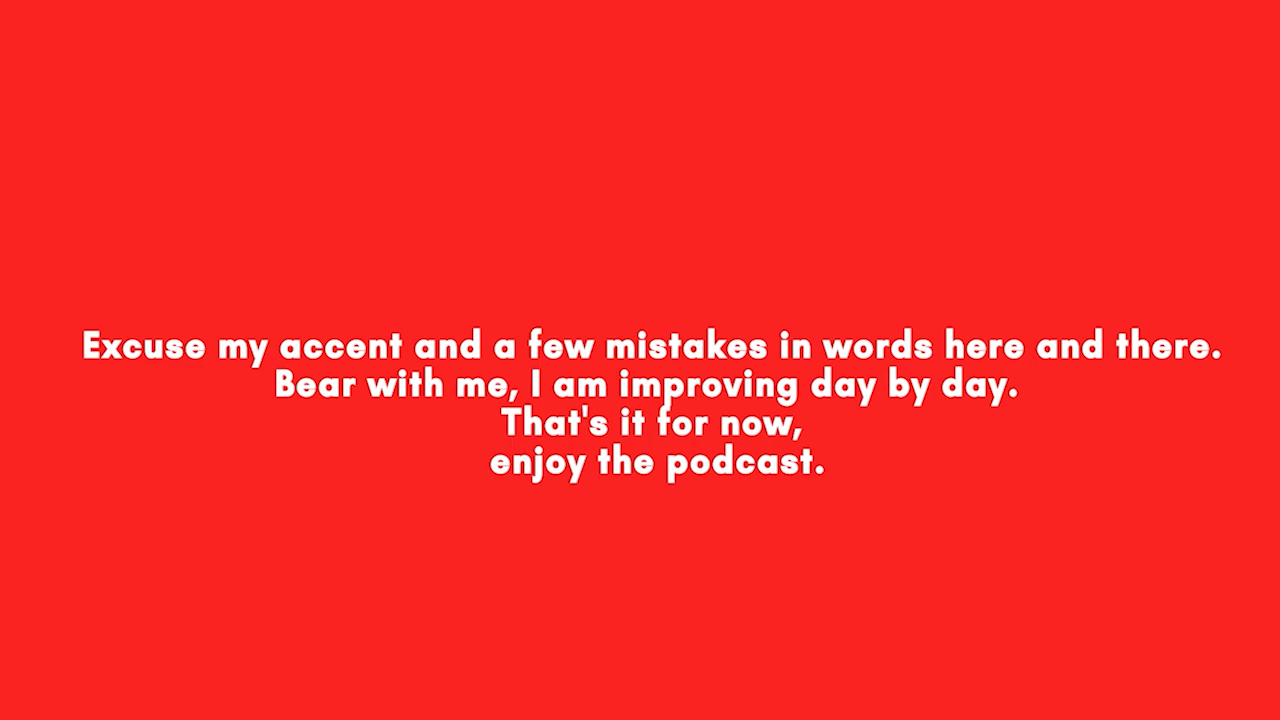 Excuse my accent and a few mistakes in words here and there.
Bear with me, I am improving day by day.
That's it for now,
enjoy the podcast.